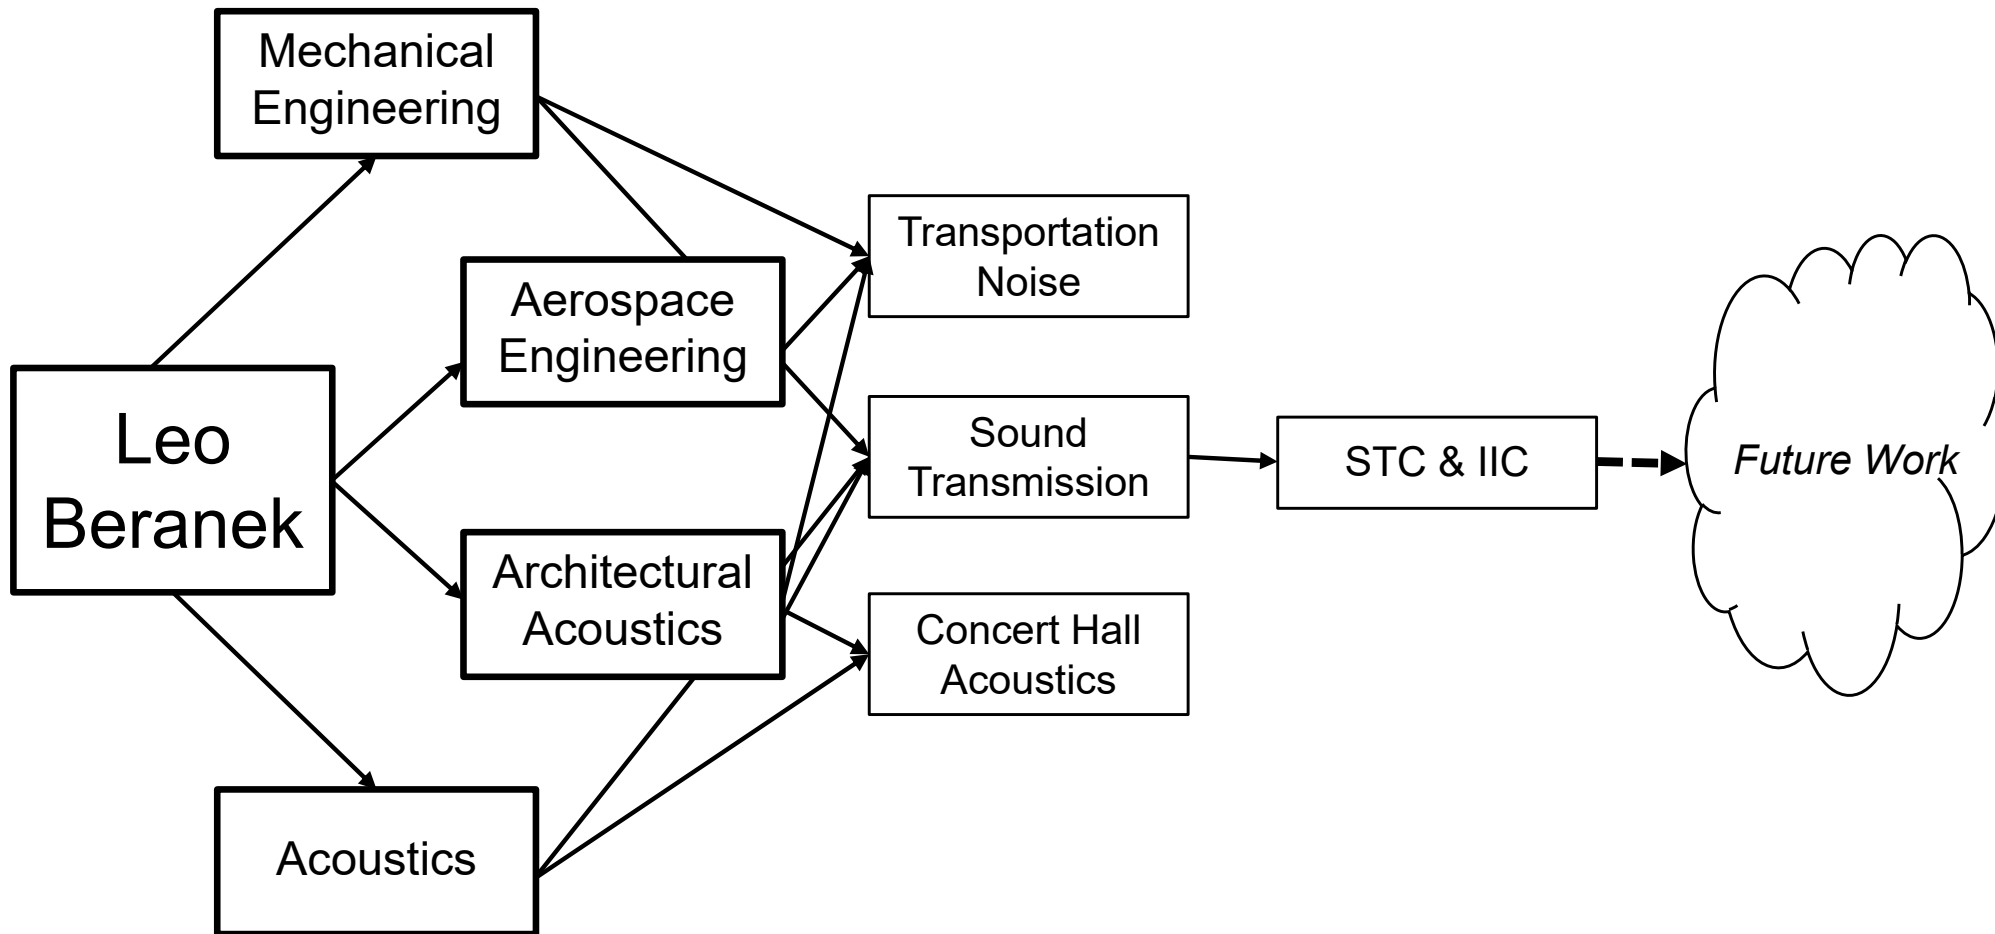 Mechanical
Engineering
Transportation
Noise
Aerospace
Engineering
Leo
Beranek
Sound
Transmission
STC & IIC
Future Work
Architectural
Acoustics
Concert Hall
Acoustics
Acoustics